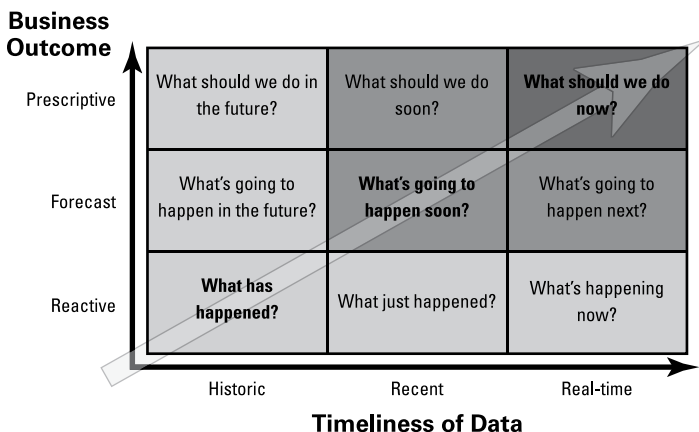 Business
Outcome
Prescriptive
What should we do in
the future?
What should we do
soon?
What should we do
now?
Forecast
What's going to
happen in the future?
What's going to
happen soon?
What's going to
happen next?
Reactive
What has
happened?
What just happened?
What's happening
now?
Historic
Recent
Real-time
Timeliness of Data